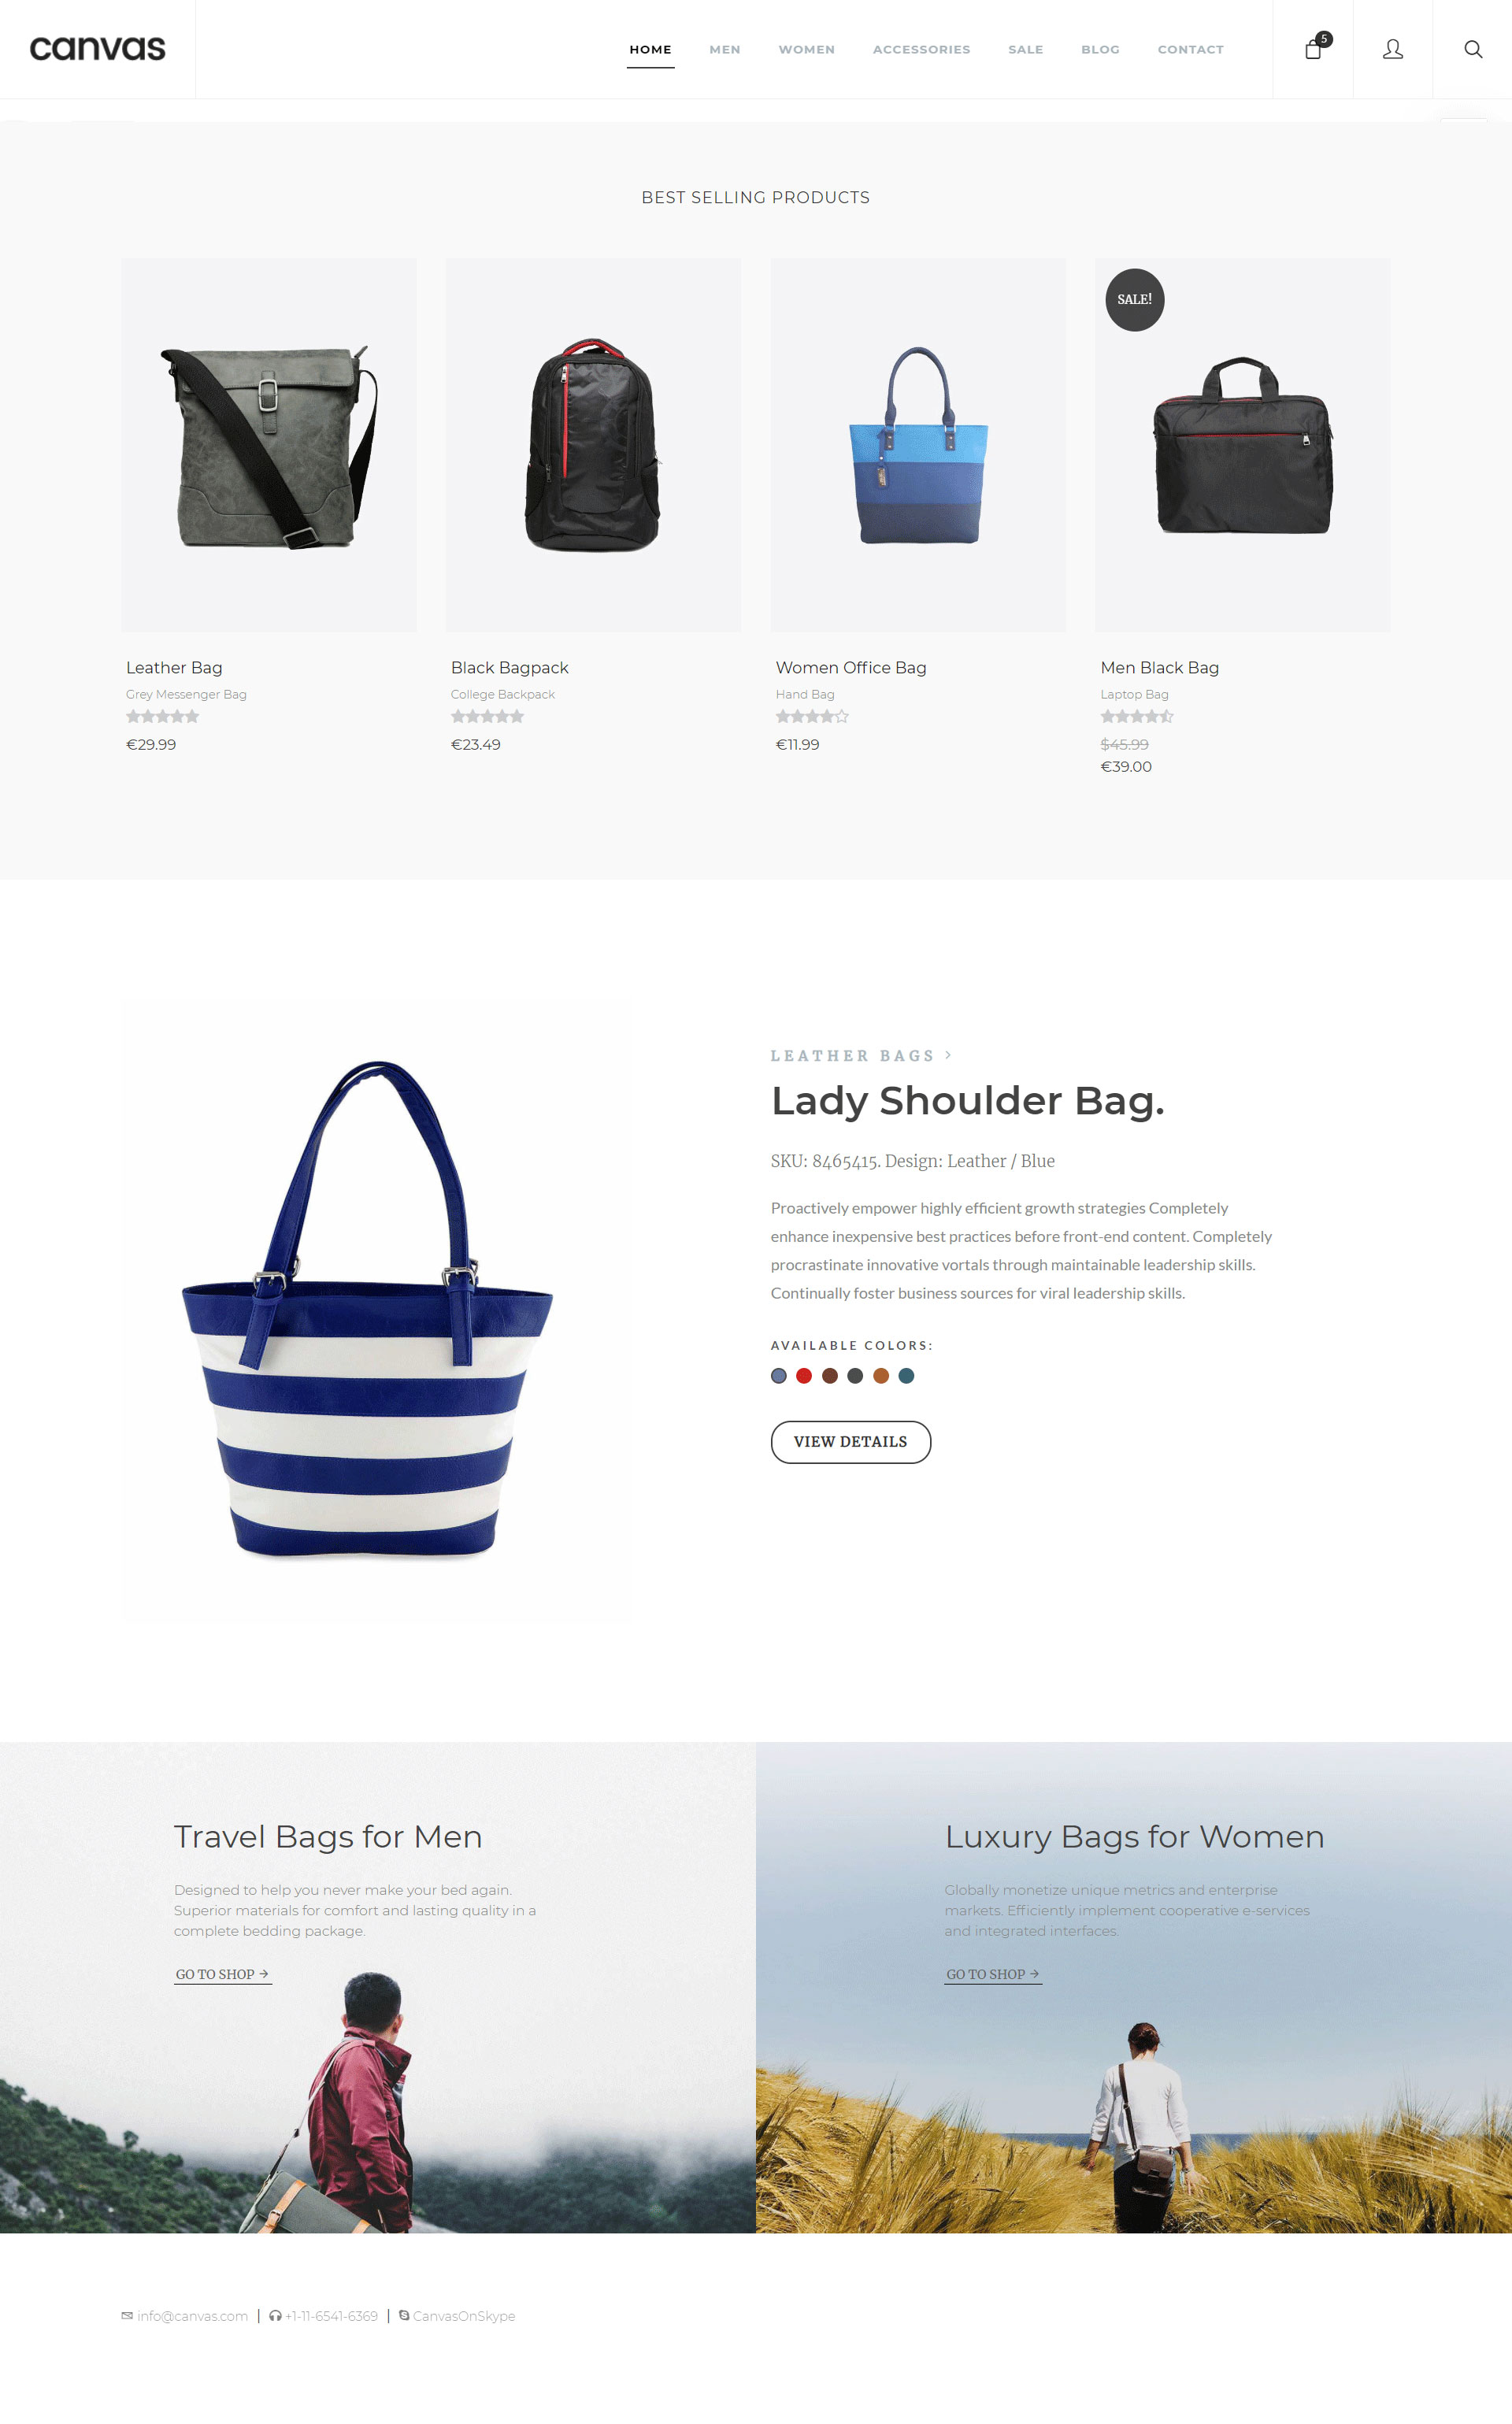 canvas
HOME MEN WOMEN ACCESSORIES SALE BLOG CONTACT 5
BEST SELLING PRODUCTS
SALE!
Leather Bag
Grey Messenger Bag
€29.99
Black Bagpack
College Backpack
€23.49
Women Office Bag
Hand Bag
€11.99
Men Black Bag
Laptop Bag
$45.99
€39.00
LEATHER BAGS
Lady Shoulder Bag.
SKU: 8465415. Design: Leather / Blue
Proactively empower highly efficient growth strategies Completely
enhance inexpensive best practices before front-end content. Completely
procrastinate innovative vortals through maintainable leadership skills.
Continually foster business sources for viral leadership skills.
AVAILABLE COLORS:
VIEW DETAILS
Travel Bags for Men
Designed to help you never make your bed again.
Superior materials for comfort and lasting quality in a
complete bedding package.
GO TO SHOP →
Luxury Bags for Women
Globally monetize unique metrics and enterprise
markets. Efficiently implement cooperative e-services
and integrated interfaces.
GO TO SHOP →
info@canvas.com | +1-11-6541-6369 | CanvasOnSkype